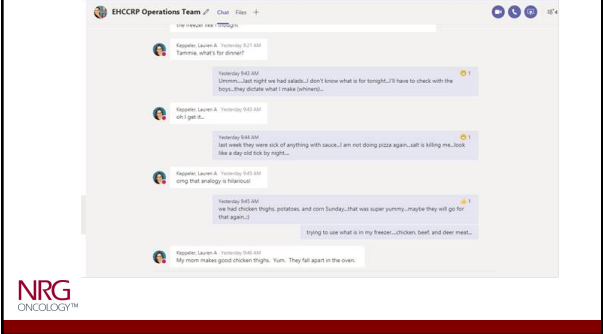 EHCCRP Operations Team Chat Files +
4
the freezer like I thought
Keppeler, Lauren A Yesterday 9:21 AM
Tammie, what's for dinner?
Yesterday 9:43 AM 1
Ummm.....last night we had salads...I don't know what is for tonight...I'll have to check with the
boys...they dictate what I make (whiners)...
Keppeler, Lauren A Yesterday 9:43 AM
oh I get it...
Yesterday 9:44 AM 1
last week they were sick of anything with sauce...I am not doing pizza again...salt is killing me...look
like a day old tick by night...
Keppeler, Lauren A Yesterday 9:45 AM
omg that analogy is hilarious!
Yesterday 9:45 AM 1
we had chicken thighs, potatoes, and corn Sunday...that was super yummy...maybe they will go for
that again..:)
trying to use what is in my freezer....chicken, beef, and deer meat...
Keppeler, Lauren A Yesterday 9:46 AM
My mom makes good chicken thighs. Yum. They fall apart in the oven.
NRG
ONCOLOGY™